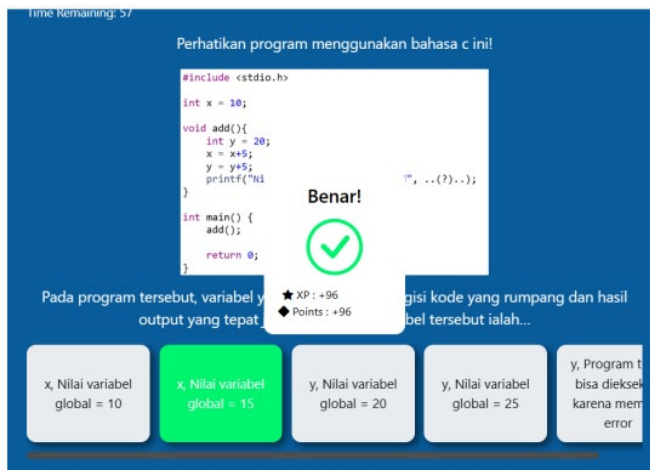 Time Remaining: 57
Perhatikan program menggunakan bahasa c ini!
#include <stdio.h>
int x = 10;
void add(){
int y = 20;
x = x+5;
y = y+5;
printf("Ni ", ..(?)..);
}
int main() {
add();
return 0;
}
Benar!
XP : +96
Points : +96
Pada program tersebut, variabel y gisi kode yang rumpang dan hasil
output yang tepat bel tersebut ialah...
x, Nilai variabel
global = 10
x, Nilai variabel
global = 15
y, Nilai variabel
global = 20
y, Nilai variabel
global = 25
y, Program t
bisa diekse
karena mem
error